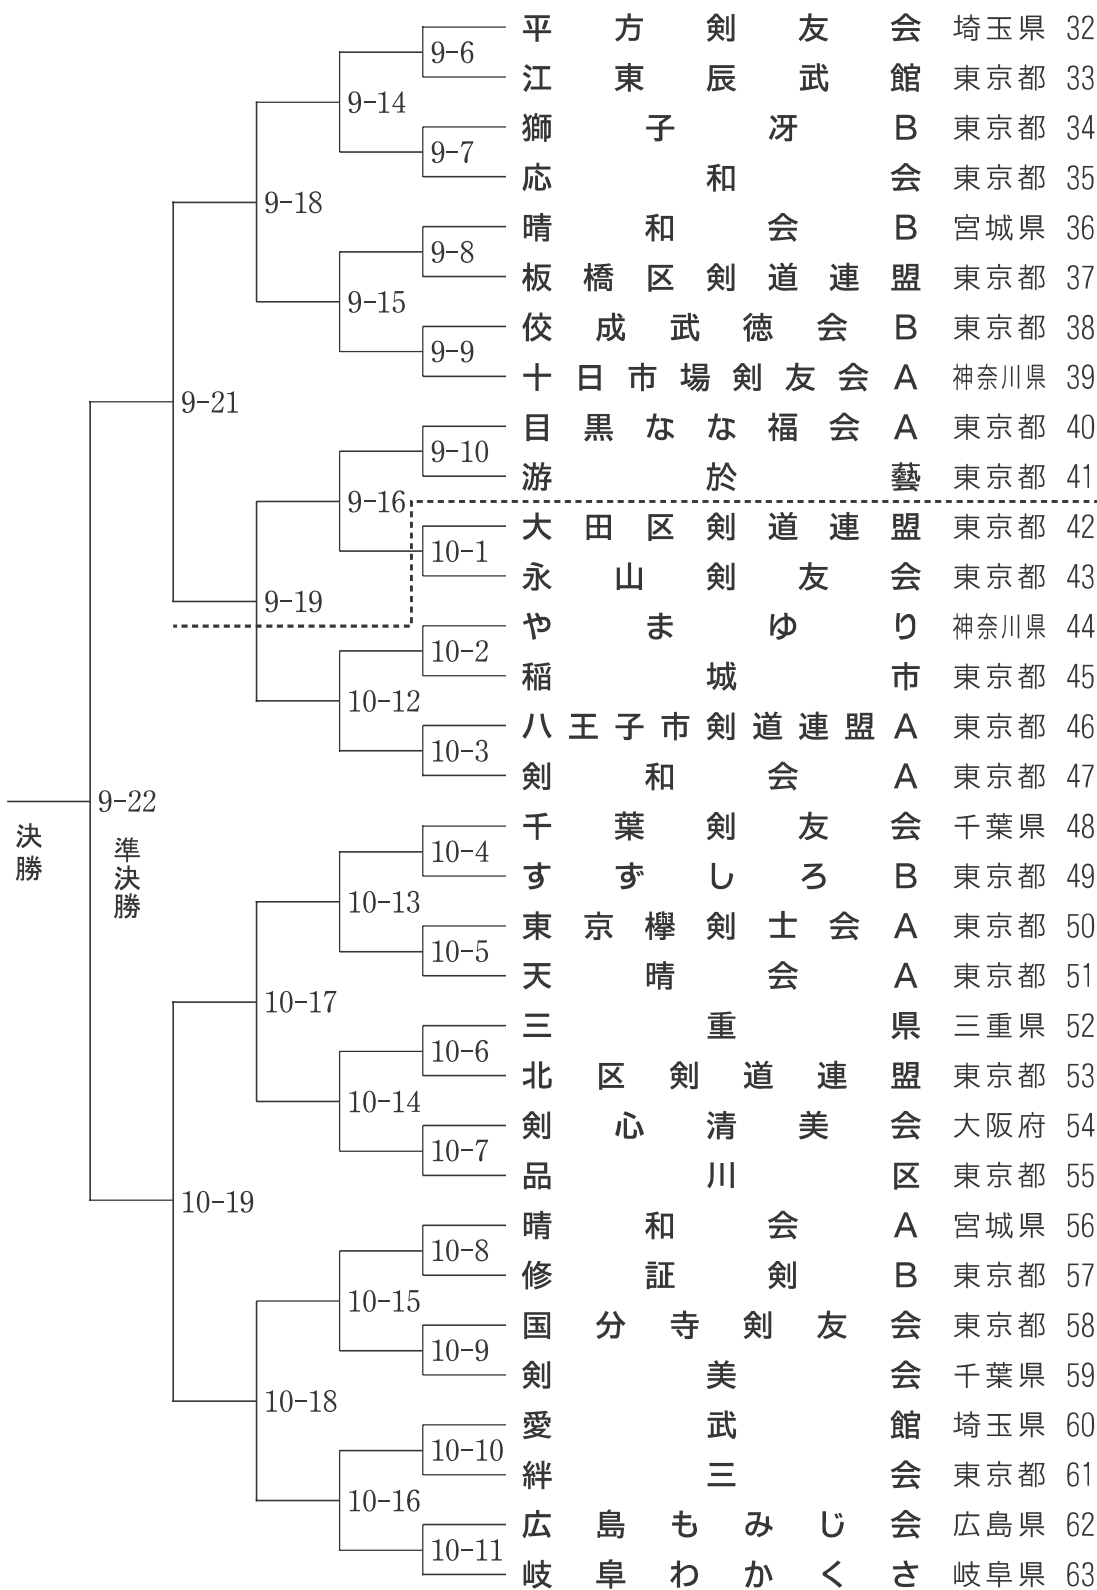 平方剣友会 埼玉県 32
9-6
江東辰武館 東京都 33
9-14
獅子冴B 東京都 34
9-7
応和会 東京都 35
9-18
晴和会B 宮城県 36
9-8
板橋区剣道連盟 東京都 37
9-15
佼成武徳会B 東京都 38
9-9
十日市場剣友会A 神奈川県 39
9-21
目黒なな福会A 東京都 40
9-10
游於藝 東京都 41
9-16
大田区剣道連盟 東京都 42
10-1
永山剣友会 東京都 43
9-19
やまゆり 神奈川県 44
10-2
稲城市 東京都 45
10-12
八王子市剣道連盟A 東京都 46
10-3
剣和会A 東京都 47
9-22
決勝
準決勝
千葉剣友会 千葉県 48
10-4
すずしろB 東京都 49
10-13
東京欅剣士会A 東京都 50
10-5
天晴会A 東京都 51
10-17
三重県 三重県 52
10-6
北区剣道連盟 東京都 53
10-14
剣心清美会 大阪府 54
10-7
品川区 東京都 55
10-19
晴和会A 宮城県 56
10-8
修証剣B 東京都 57
10-15
国分寺剣友会 東京都 58
10-9
剣美会 千葉県 59
10-18
愛武館 埼玉県 60
10-10
絆三会 東京都 61
10-16
広島もみじ会 広島県 62
10-11
岐阜わかくさ 岐阜県 63